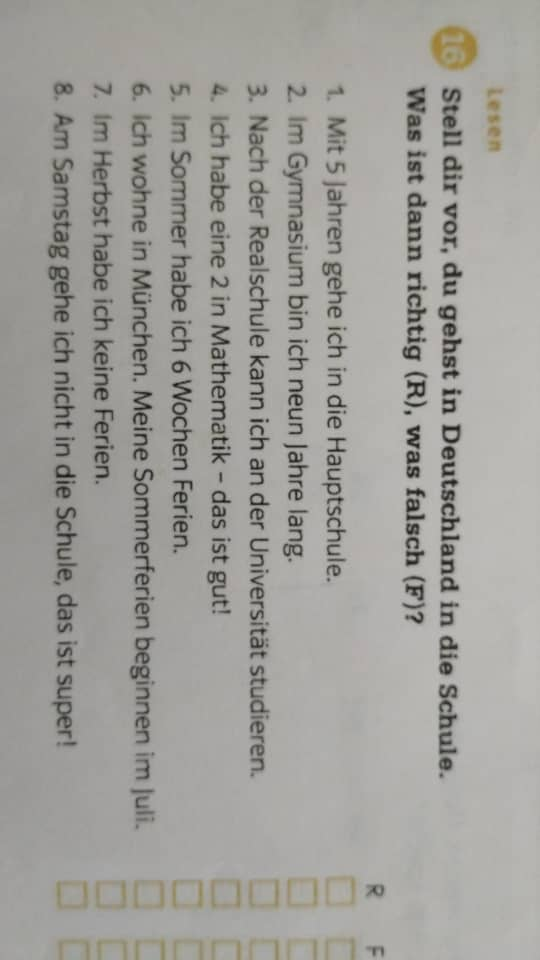 Lesen
16 Stell dir vor, du gehst in Deutschland in die Schule.
Was ist dann richtig (R), was falsch (F)?
R F
1. Mit 5 Jahren gehe ich in die Hauptschule.
2. Im Gymnasium bin ich neun Jahre lang.
3. Nach der Realschule kann ich an der Universität studieren.
4. Ich habe eine 2 in Mathematik – das ist gut!
5. Im Sommer habe ich 6 Wochen Ferien.
6. Ich wohne in München. Meine Sommerferien beginnen im Juli.
7. Im Herbst habe ich keine Ferien.
8. Am Samstag gehe ich nicht in die Schule, das ist super!